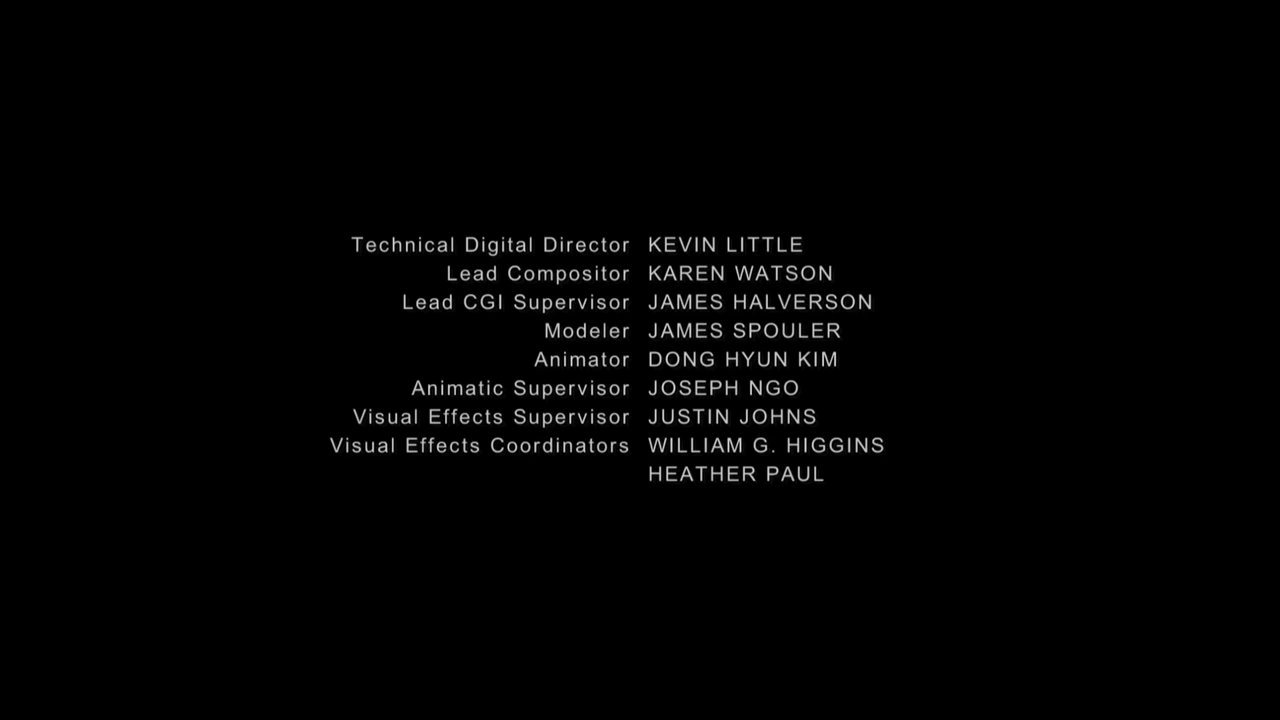 Technical Digital Director KEVIN LITTLE
Lead Compositor KAREN WATSON
Lead CGI Supervisor JAMES HALVERSON
Modeler JAMES SPOULER
Animator DONG HYUN KIM
Animatic Supervisor JOSEPH NGO
Visual Effects Supervisor JUSTIN JOHNS
Visual Effects Coordinators WILLIAM G. HIGGINS
HEATHER PAUL